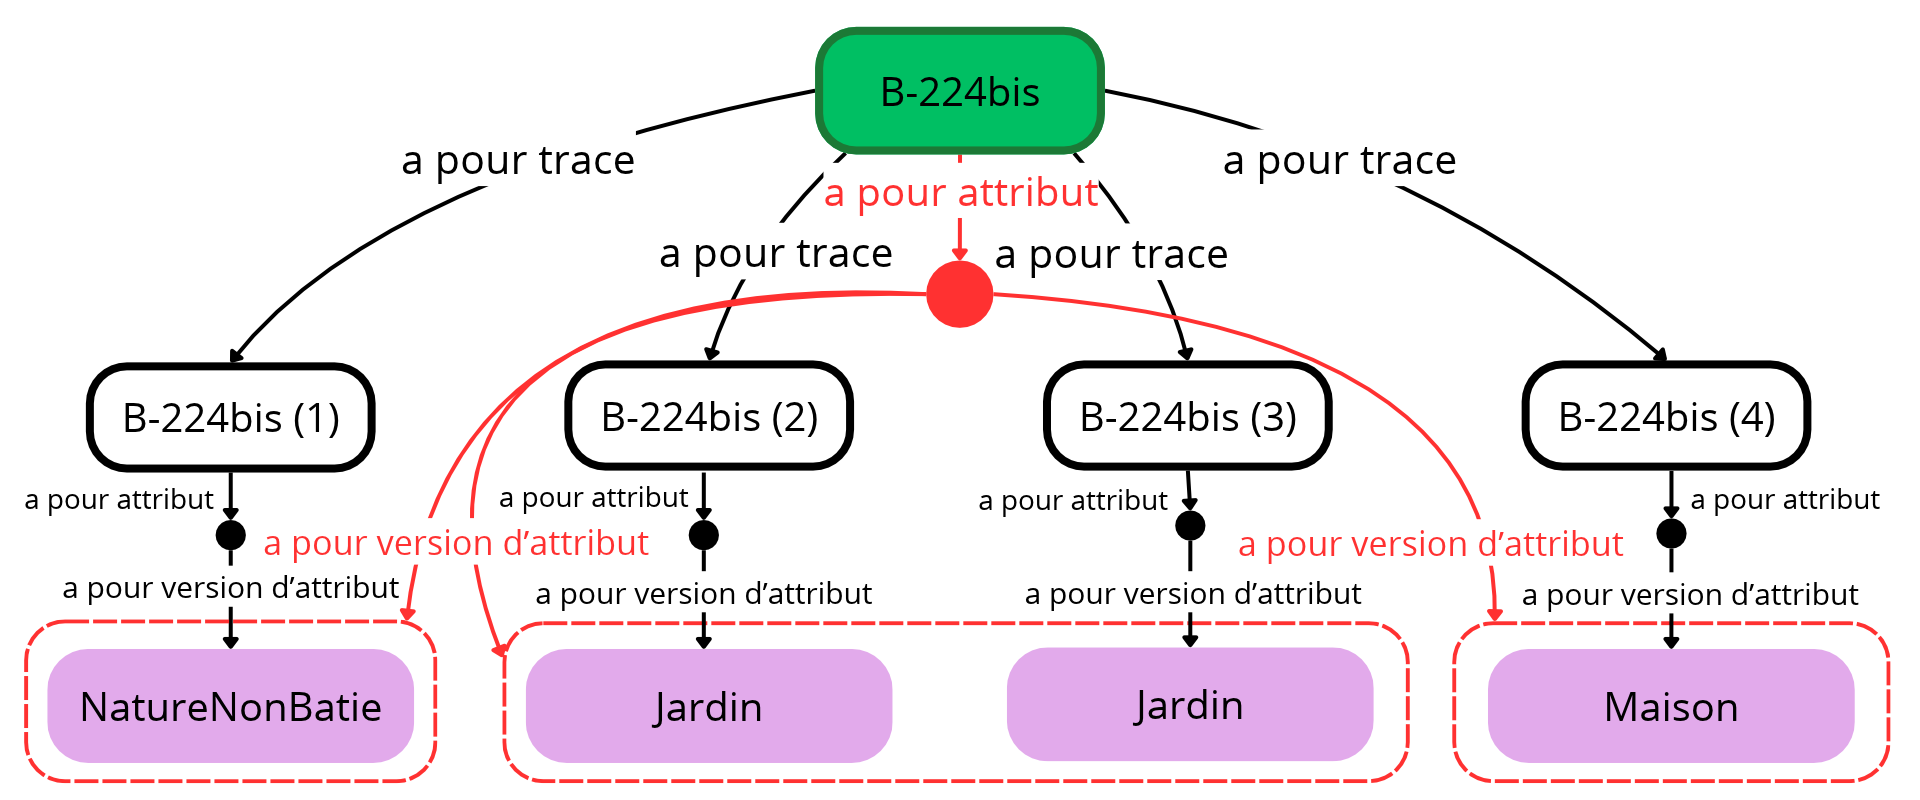 B-224bis
a pour trace
a pour trace
a pour attribut
a pour trace
a pour trace
B-224bis (1)
B-224bis (2)
B-224bis (3)
B-224bis (4)
a pour attribut
a pour attribut
a pour attribut
a pour attribut
a pour version d’attribut
a pour version d’attribut
a pour version d’attribut
a pour version d’attribut
a pour version d’attribut
a pour version d’attribut
NatureNonBatie
Jardin
Jardin
Maison